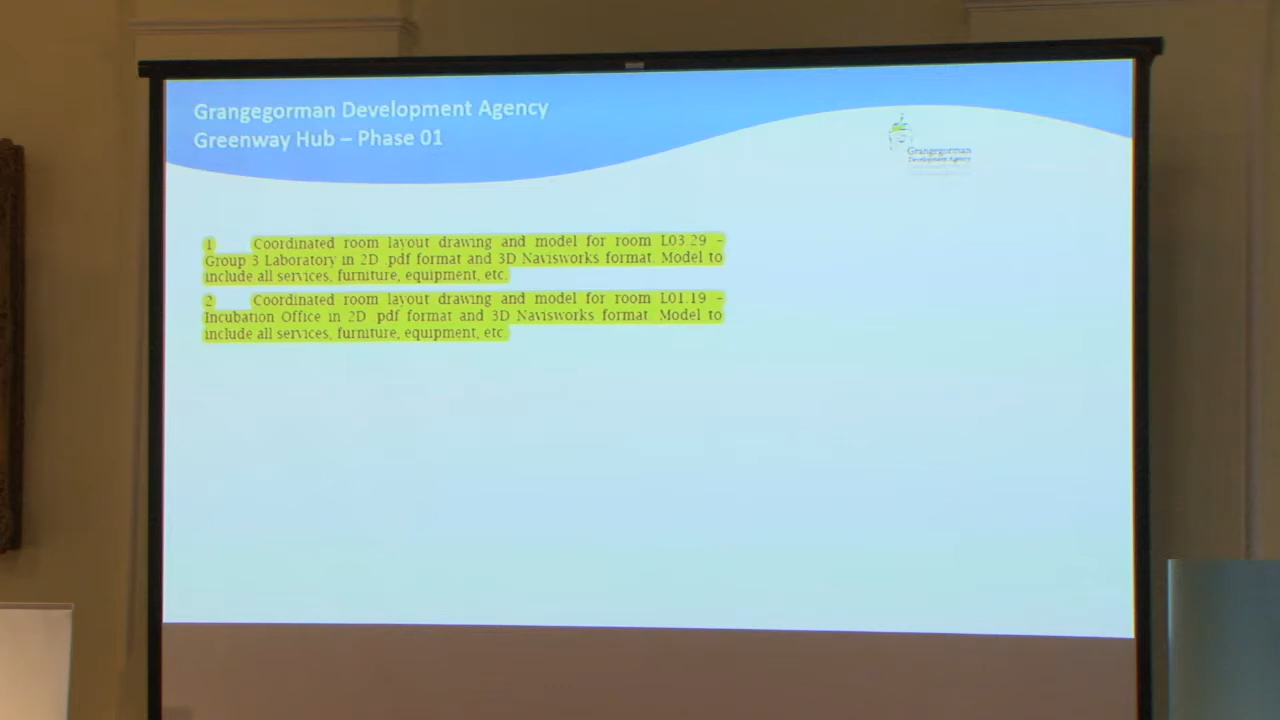 Grangegorman Development Agency
Greenway Hub – Phase 01
Grangegorman
Development Agency
1 Coordinated room layout drawing and model for room L03.29 –
Group 3 Laboratory in 2D .pdf format and 3D Navisworks format. Model to
include all services, furniture, equipment, etc.
2 Coordinated room layout drawing and model for room L01.19 –
Incubation Office in 2D .pdf format and 3D Navisworks format. Model to
include all services, furniture, equipment, etc